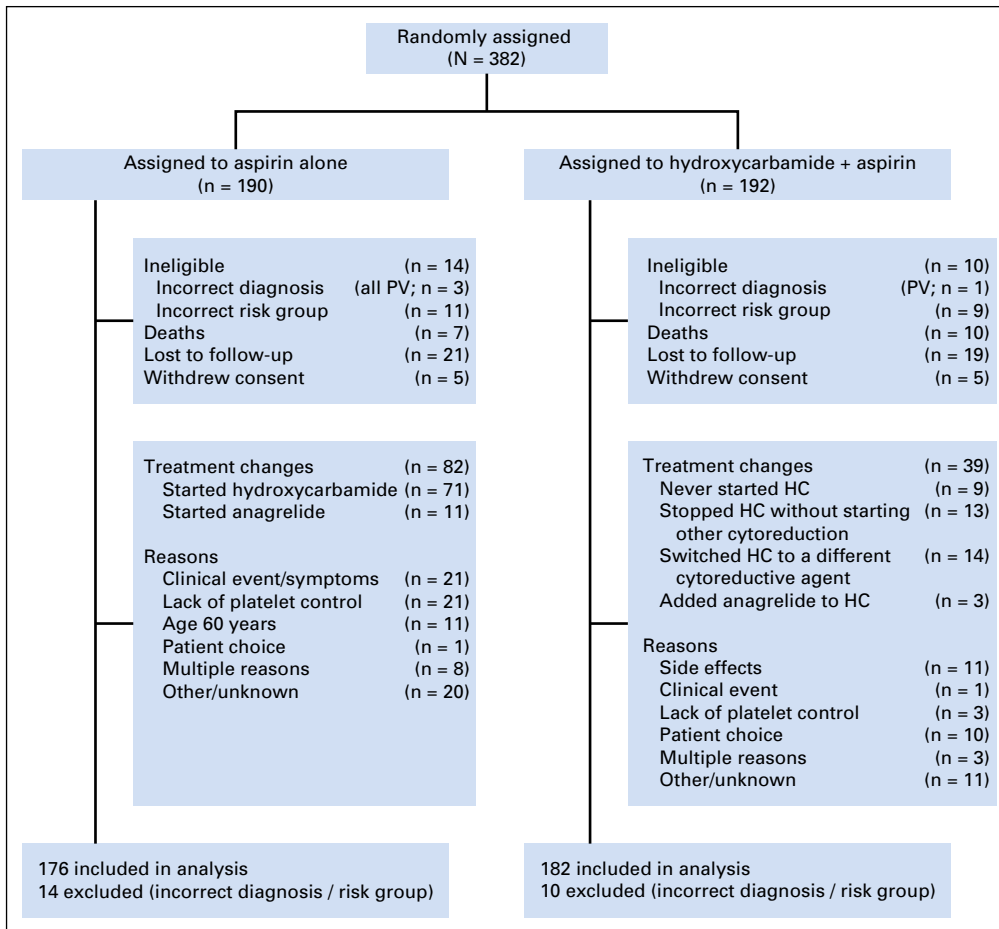 Randomly assigned
(N = 382)
Assigned to aspirin alone
(n = 190)
Assigned to hydroxycarbamide + aspirin
(n = 192)
Ineligible (n = 14)
Incorrect diagnosis (all PV; n = 3)
Incorrect risk group (n = 11)
Deaths (n = 7)
Lost to follow-up (n = 21)
Withdrew consent (n = 5)
Ineligible (n = 10)
Incorrect diagnosis (PV; n = 1)
Incorrect risk group (n = 9)
Deaths (n = 10)
Lost to follow-up (n = 19)
Withdrew consent (n = 5)
Treatment changes (n = 82)
Started hydroxycarbamide (n = 71)
Started anagrelide (n = 11)
Reasons
Clinical event/symptoms (n = 21)
Lack of platelet control (n = 21)
Age 60 years (n = 11)
Patient choice (n = 1)
Multiple reasons (n = 8)
Other/unknown (n = 20)
Treatment changes (n = 39)
Never started HC (n = 9)
Stopped HC without starting (n = 13)
other cytoreduction
Switched HC to a different (n = 14)
cytoreductive agent
Added anagrelide to HC (n = 3)
Reasons
Side effects (n = 11)
Clinical event (n = 1)
Lack of platelet control (n = 3)
Patient choice (n = 10)
Multiple reasons (n = 3)
Other/unknown (n = 11)
176 included in analysis
14 excluded (incorrect diagnosis / risk group)
182 included in analysis
10 excluded (incorrect diagnosis / risk group)